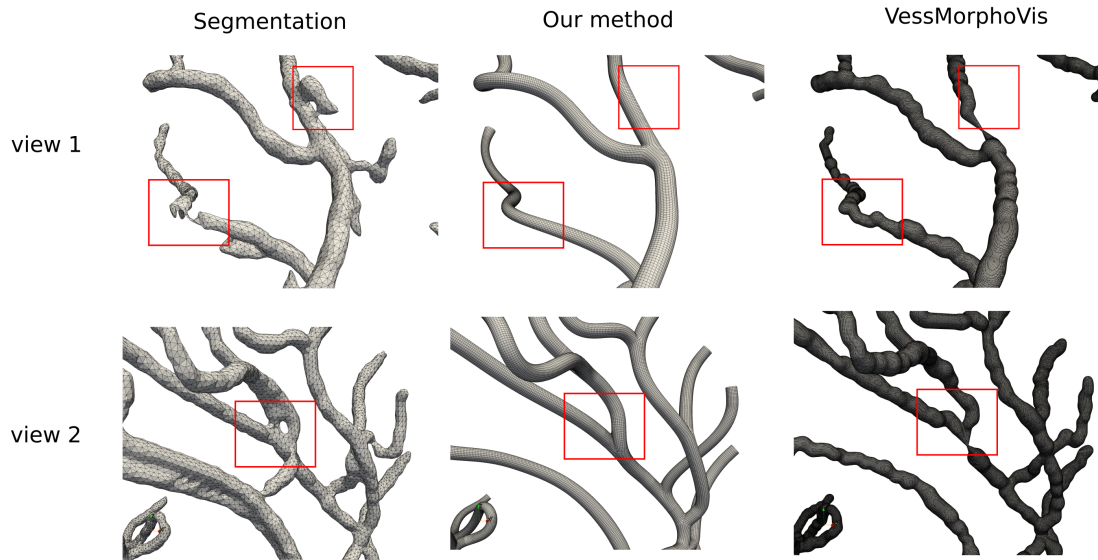 Segmentation
Our method
VessMorphoVis
view 1
view 2